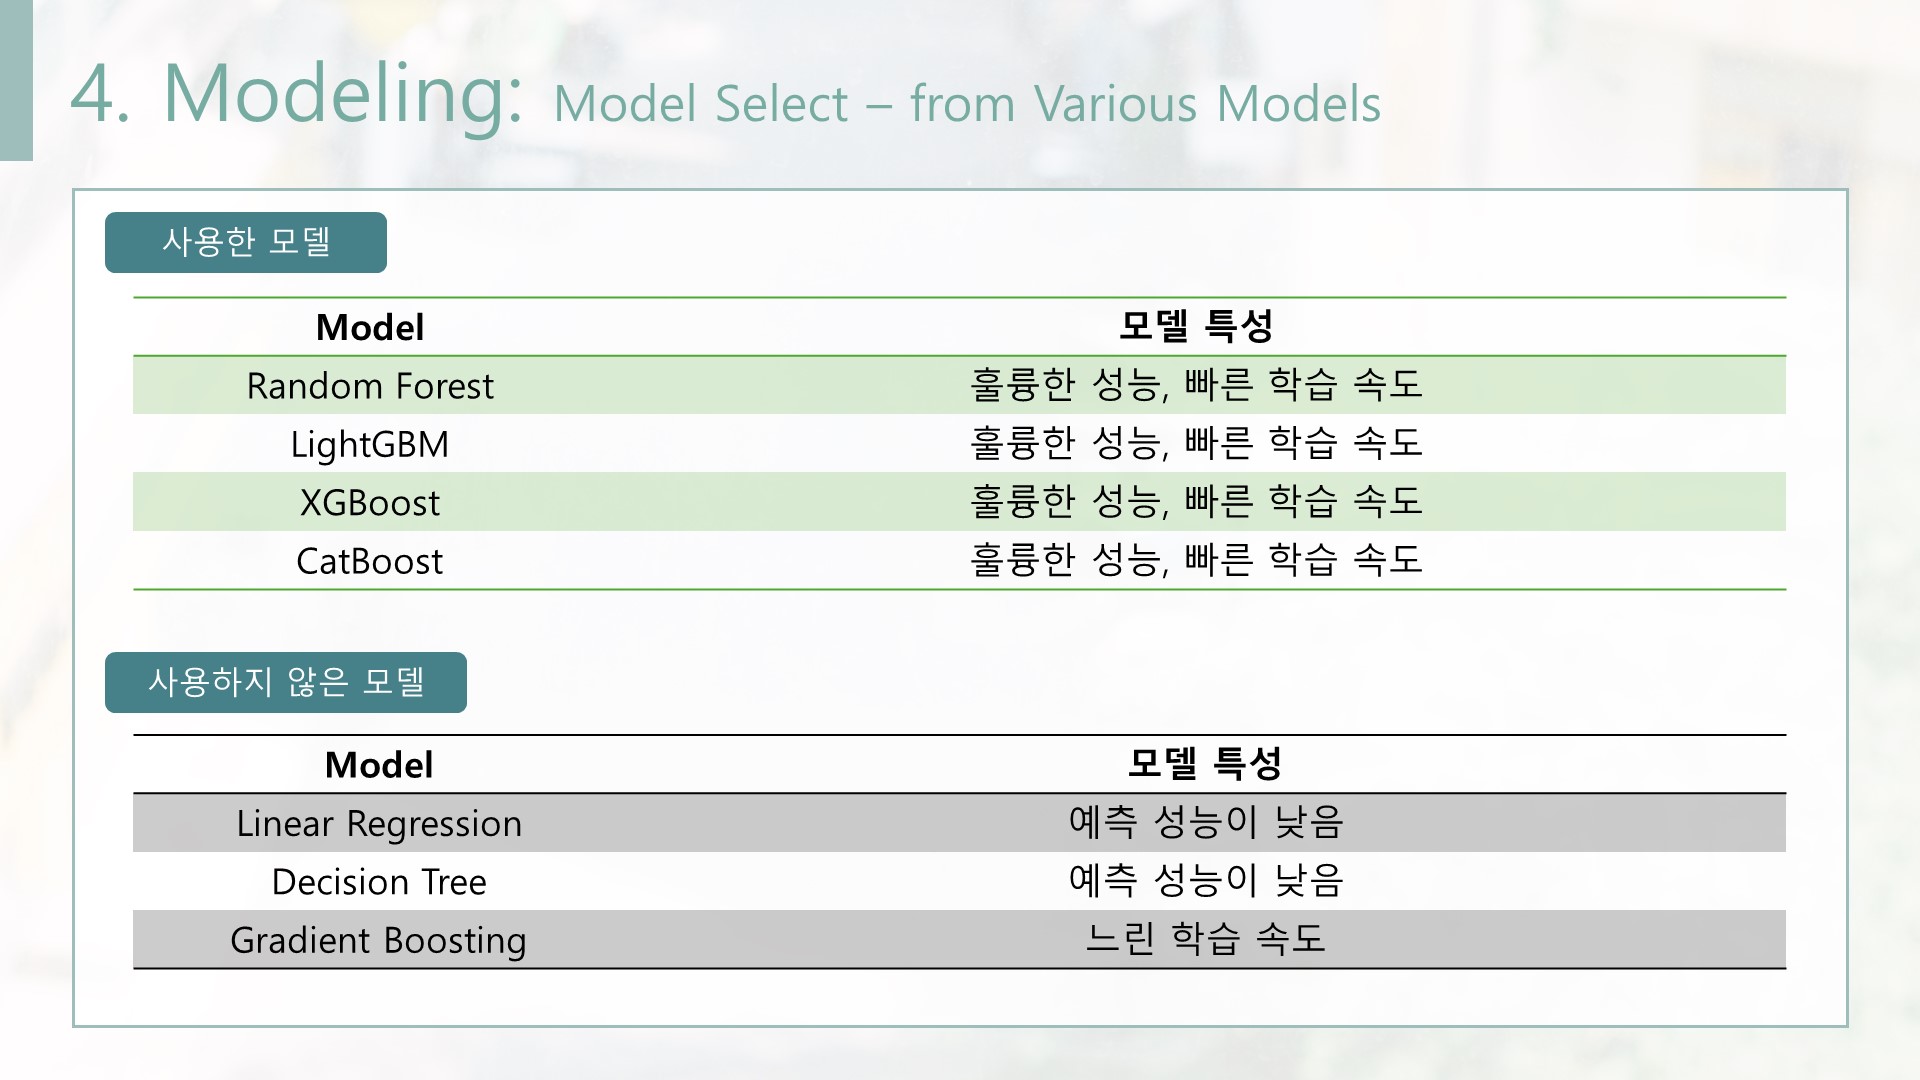 4. Modeling: Model Select – from Various Models
사용한 모델
Model 모델 특성
Random Forest 훌륭한 성능, 빠른 학습 속도
LightGBM 훌륭한 성능, 빠른 학습 속도
XGBoost 훌륭한 성능, 빠른 학습 속도
CatBoost 훌륭한 성능, 빠른 학습 속도
사용하지 않은 모델
Model 모델 특성
Linear Regression 예측 성능이 낮음
Decision Tree 예측 성능이 낮음
Gradient Boosting 느린 학습 속도